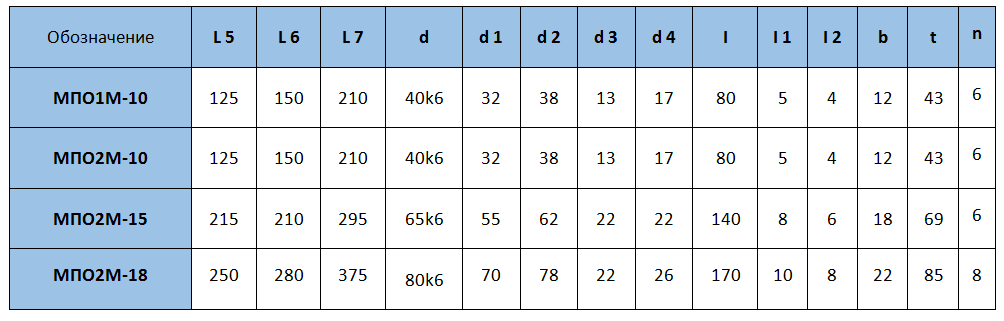 Обозначение L 5 L 6 L 7 d d 1 d 2 d 3 d 4 l l 1 l 2 b t n
МПО1М-10 125 150 210 40k6 32 38 13 17 80 5 4 12 43 6
МПО2М-10 125 150 210 40k6 32 38 13 17 80 5 4 12 43 6
МПО2М-15 215 210 295 65k6 55 62 22 22 140 8 6 18 69 6
МПО2М-18 250 280 375 80k6 70 78 22 26 170 10 8 22 85 8